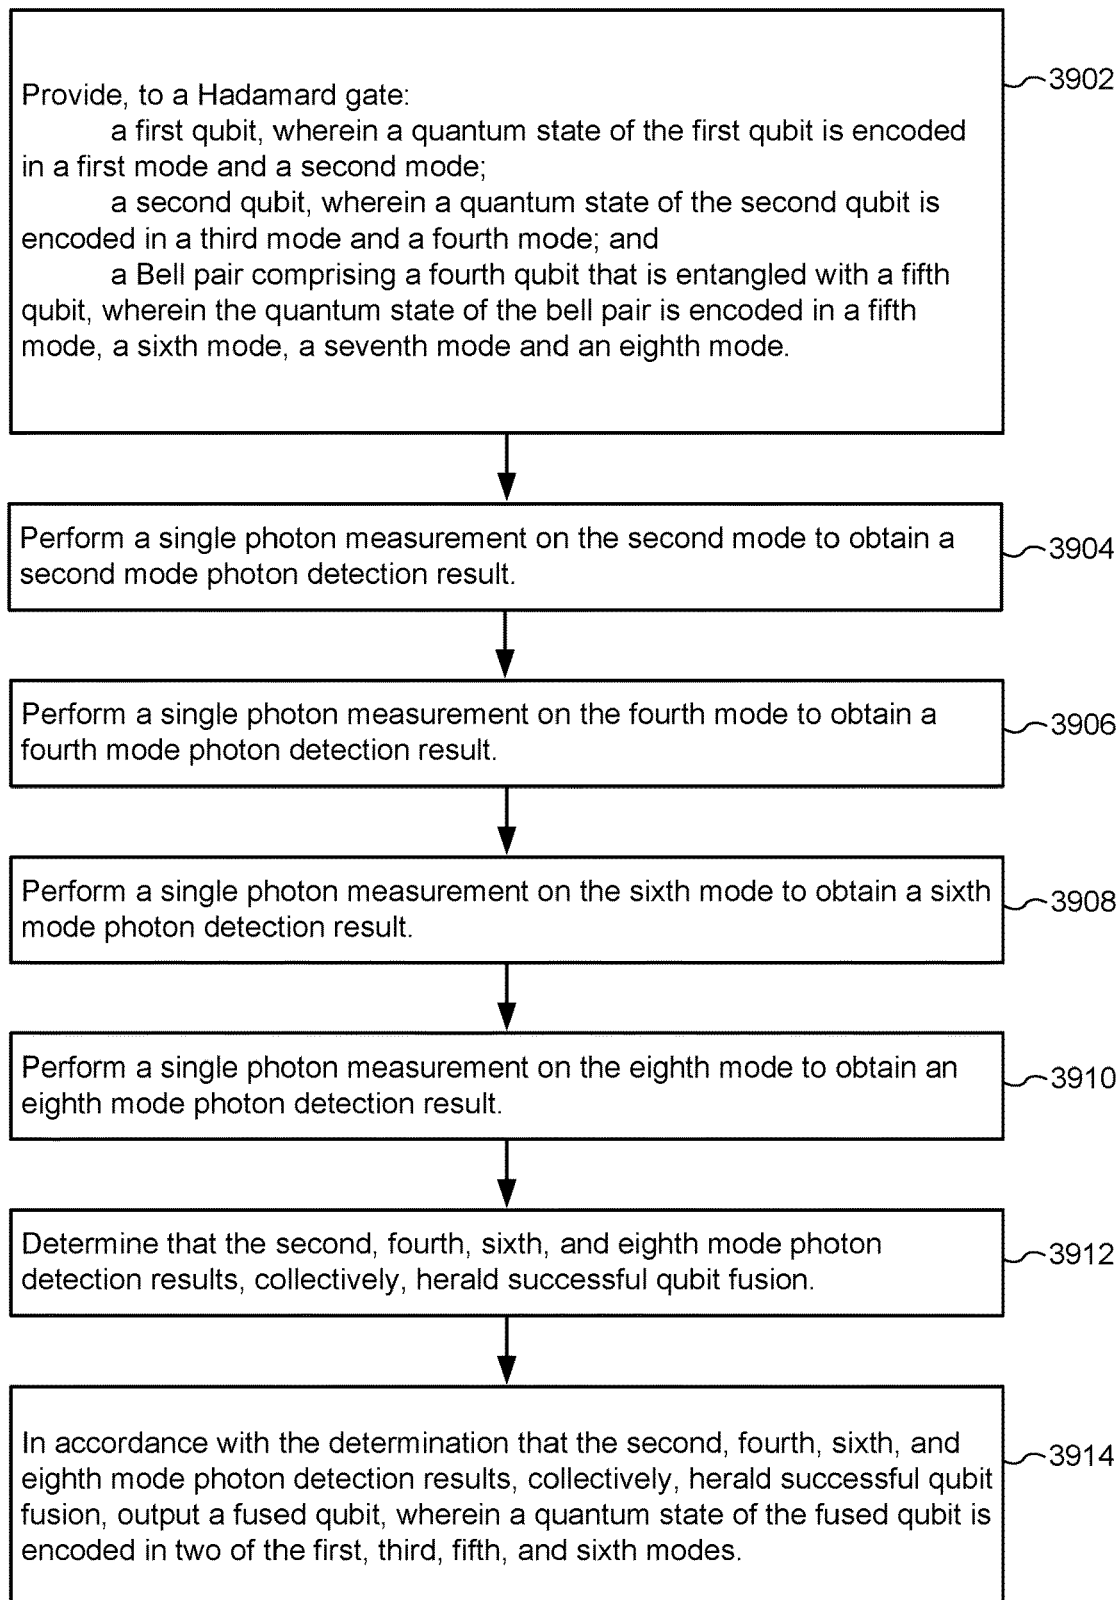 Provide, to a Hadamard gate:
a first qubit, wherein a quantum state of the first qubit is encoded
in a first mode and a second mode;
a second qubit, wherein a quantum state of the second qubit is
encoded in a third mode and a fourth mode; and
a Bell pair comprising a fourth qubit that is entangled with a fifth
qubit, wherein the quantum state of the bell pair is encoded in a fifth
mode, a sixth mode, a seventh mode and an eighth mode.
3902
Perform a single photon measurement on the second mode to obtain a
second mode photon detection result.
3904
Perform a single photon measurement on the fourth mode to obtain a
fourth mode photon detection result.
3906
Perform a single photon measurement on the sixth mode to obtain a sixth
mode photon detection result.
3908
Perform a single photon measurement on the eighth mode to obtain an
eighth mode photon detection result.
3910
Determine that the second, fourth, sixth, and eighth mode photon
detection results, collectively, herald successful qubit fusion.
3912
In accordance with the determination that the second, fourth, sixth, and
eighth mode photon detection results, collectively, herald successful qubit
fusion, output a fused qubit, wherein a quantum state of the fused qubit is
encoded in two of the first, third, fifth, and sixth modes.
3914